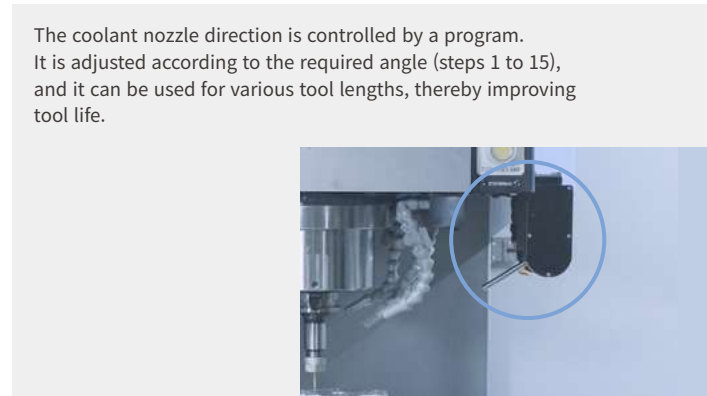 The coolant nozzle direction is controlled by a program.
It is adjusted according to the required angle (steps 1 to 15),
and it can be used for various tool lengths, thereby improving
tool life.